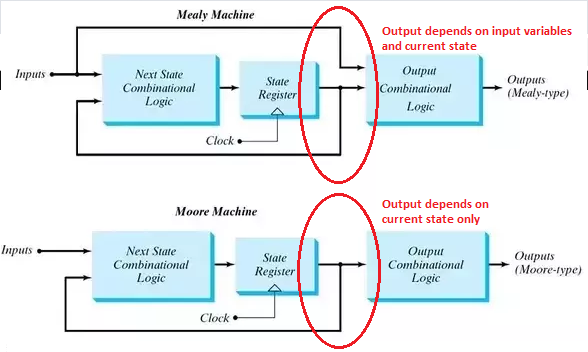 Mealy Machine
Output depends on input variables
and current state
Inputs
Next State
Combinational
Logic
State
Register
Output
Combinational
Logic
Outputs
(Mealy-type)
Clock
Moore Machine
Output depends on
current state only
Inputs
Next State
Combinational
Logic
State
Register
Output
Combinational
Logic
Outputs
(Moore-type)
Clock